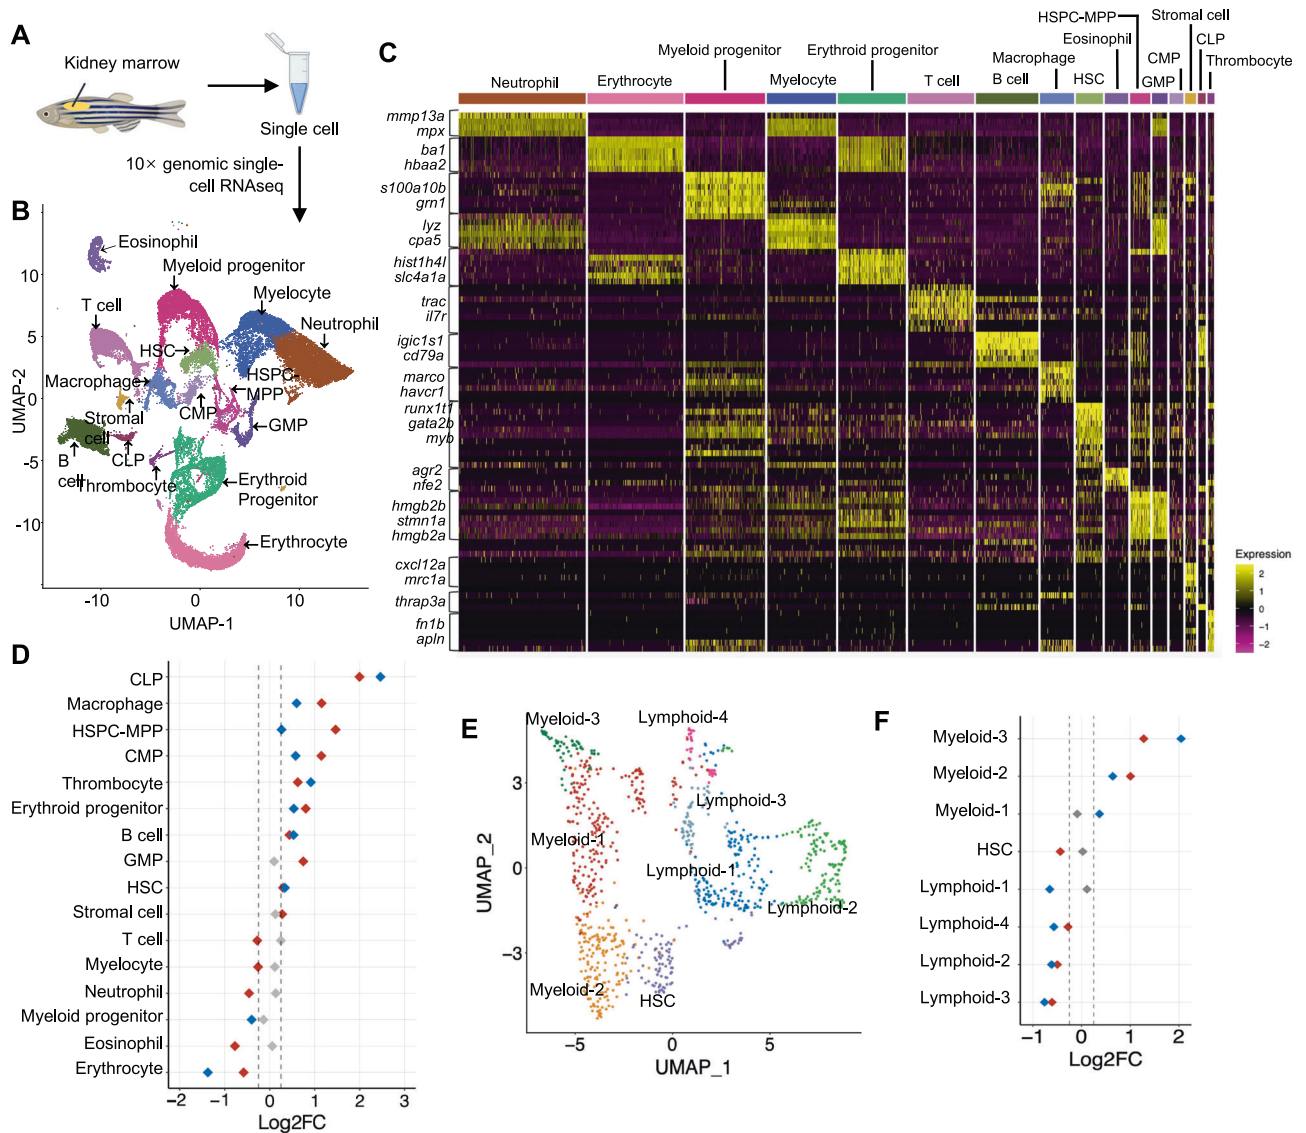 A
Kidney marrow
Single cell
10× genomic single-
cell RNAseq
B
Eosinophil
Myeloid progenitor
Myelocyte
T cell
Neutrophil
HSC
Macrophage
HSPC-
MPP
Stromal
cell
CMP
GMP
B
cell
CLP
Thrombocyte
Erythroid
Progenitor
Erythrocyte
10
5
0
-5
-10
UMAP-2
-10
0
10
UMAP-1
C
HSPC-MPP
Stromal cell
Eosinophil
CLP
Myeloid progenitor
Erythroid progenitor
Macrophage
CMP
Thrombocyte
Neutrophil
Erythrocyte
Myelocyte
T cell
B cell
HSC
GMP
mmp13a
mpx
ba1
hbaa2
s100a10b
grn1
lyz
cpa5
hist1h4l
slc4a1a
trac
il7r
igic1s1
cd79a
marco
havcr1
runx1t1
gata2b
myb
agr2
nfe2
hmgb2b
stmn1a
hmgb2a
cxcl12a
mrc1a
thrap3a
fn1b
apln
Expression
2
1
0
-1
-2
D
CLP
Macrophage
HSPC-MPP
CMP
Thrombocyte
Erythroid progenitor
B cell
GMP
HSC
Stromal cell
T cell
Myelocyte
Neutrophil
Myeloid progenitor
Eosinophil
Erythrocyte
−2
−1
0
1
2
3
Log2FC
E
Myeloid-3
Lymphoid-4
Lymphoid-3
Myeloid-1
Lymphoid-1
Lymphoid-2
Myeloid-2
HSC
3
0
−3
UMAP_2
−5
0
5
UMAP_1
F
Myeloid-3
Myeloid-2
Myeloid-1
HSC
Lymphoid-1
Lymphoid-4
Lymphoid-2
Lymphoid-3
−1
0
1
2
Log2FC